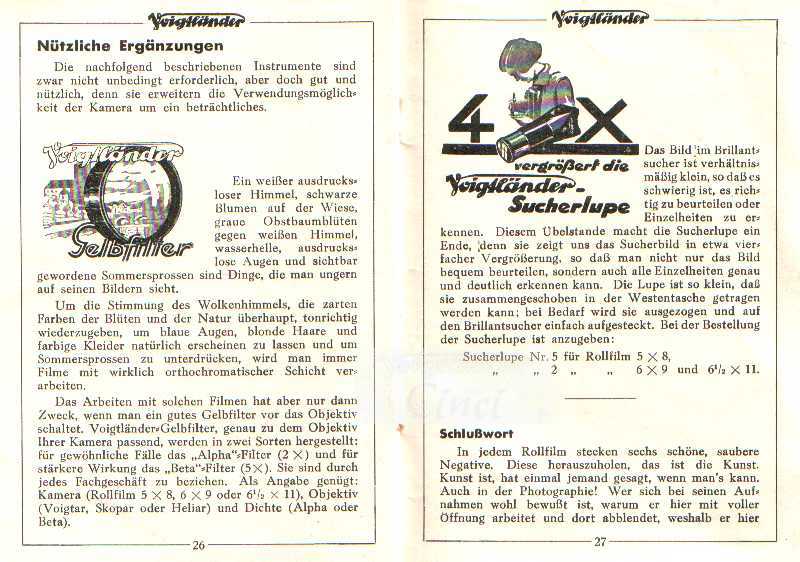 Voigtländer
Nützliche Ergänzungen
Die nachfolgend beschriebenen Instrumente sind
zwar nicht unbedingt erforderlich, aber doch gut und
nützlich, denn sie erweitern die Verwendungsmöglich-
keit der Kamera um ein beträchtliches.
Voigtländer
Gelbfilter
Ein weißer ausdrucks-
loser Himmel, schwarze
Blumen auf der Wiese,
graue Obstbaumblüten
gegen weißen Himmel,
wasserhelle, ausdrucks-
lose Augen und sichtbar
gewordene Sommersprossen sind Dinge, die man ungern
auf seinen Bildern sieht.
Um die Stimmung des Wolkenhimmels, die zarten
Farben der Blüten und der Natur überhaupt, tonrichtig
wiederzugeben, um blaue Augen, blonde Haare und
farbige Kleider natürlich erscheinen zu lassen und um
Sommersprossen zu unterdrücken, wird man immer
Filme mit wirklich orthochromatischer Schicht ver-
arbeiten.
Das Arbeiten mit solchen Filmen hat aber nur dann
Zweck, wenn man ein gutes Gelbfilter vor das Objektiv
schaltet. Voigtländer-Gelbfilter, genau zu dem Objektiv
Ihrer Kamera passend, werden in zwei Sorten hergestellt:
für gewöhnliche Fälle das „Alpha"-Filter (2 X) und für
stärkere Wirkung das „Beta"-Filter (5X). Sie sind durch
jedes Fachgeschäft zu beziehen. Als Angabe genügt:
Kamera (Rollfilm 5 X 8, 6 X 9 oder 6½ X 11), Objektiv
(Voigtar, Skopar oder Heliar) und Dichte (Alpha oder
Beta).
26
Voigtländer
4 X
vergrößert die
Voigtländer-
Sucherlupe
Das Bild im Brillant-
sucher ist verhältnis-
mäßig klein, so daß es
schwierig ist, es rich-
tig zu beurteilen oder
Einzelheiten zu er-
kennen. Diesem Übelstande macht die Sucherlupe ein
Ende, denn sie zeigt uns das Sucherbild in etwa vier-
facher Vergrößerung, so daß man nicht nur das Bild
bequem beurteilen, sondern auch alle Einzelheiten genau
und deutlich erkennen kann. Die Lupe ist so klein, daß
sie zusammengeschoben in der Westentasche getragen
werden kann; bei Bedarf wird sie ausgezogen und auf
den Brillantsucher einfach aufgesteckt. Bei der Bestellung
der Sucherlupe ist anzugeben:
Sucherlupe Nr. 5 für Rollfilm 5 X 8,
„ „ 2 „ „ 6 X 9 und 6½ X 11.
Schlußwort
In jedem Rollfilm stecken sechs schöne, saubere
Negative. Diese herauszuholen, das ist die Kunst.
Kunst ist, hat einmal jemand gesagt, wenn man's kann.
Auch in der Photographie! Wer sich bei seinen Auf-
nahmen wohl bewußt ist, warum er hier mit voller
Öffnung arbeitet und dort abblendet, weshalb er hier
27